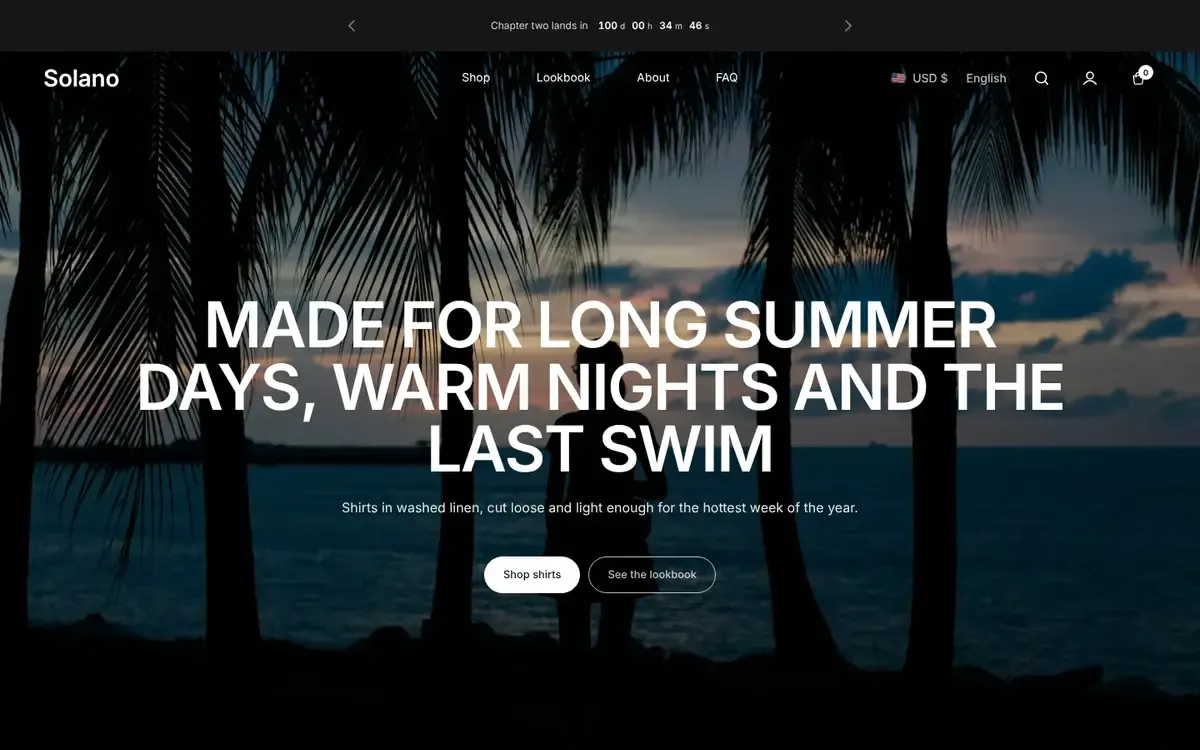 Chapter two lands in 100 d 00 h 34 m 46 s
Solano
Shop
Lookbook
About
FAQ
USD $
English
0
MADE FOR LONG SUMMER
DAYS, WARM NIGHTS AND THE
LAST SWIM
Shirts in washed linen, cut loose and light enough for the hottest week of the year.
Shop shirts
See the lookbook